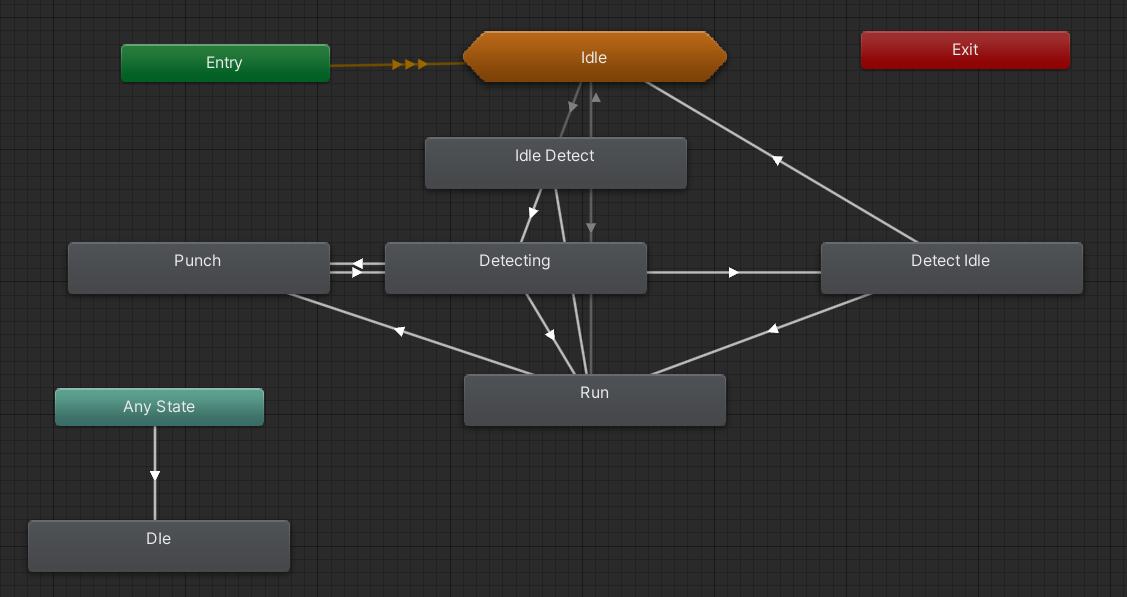 Entry
Idle
Exit
Idle Detect
Punch
Detecting
Detect Idle
Run
Any State
DIe